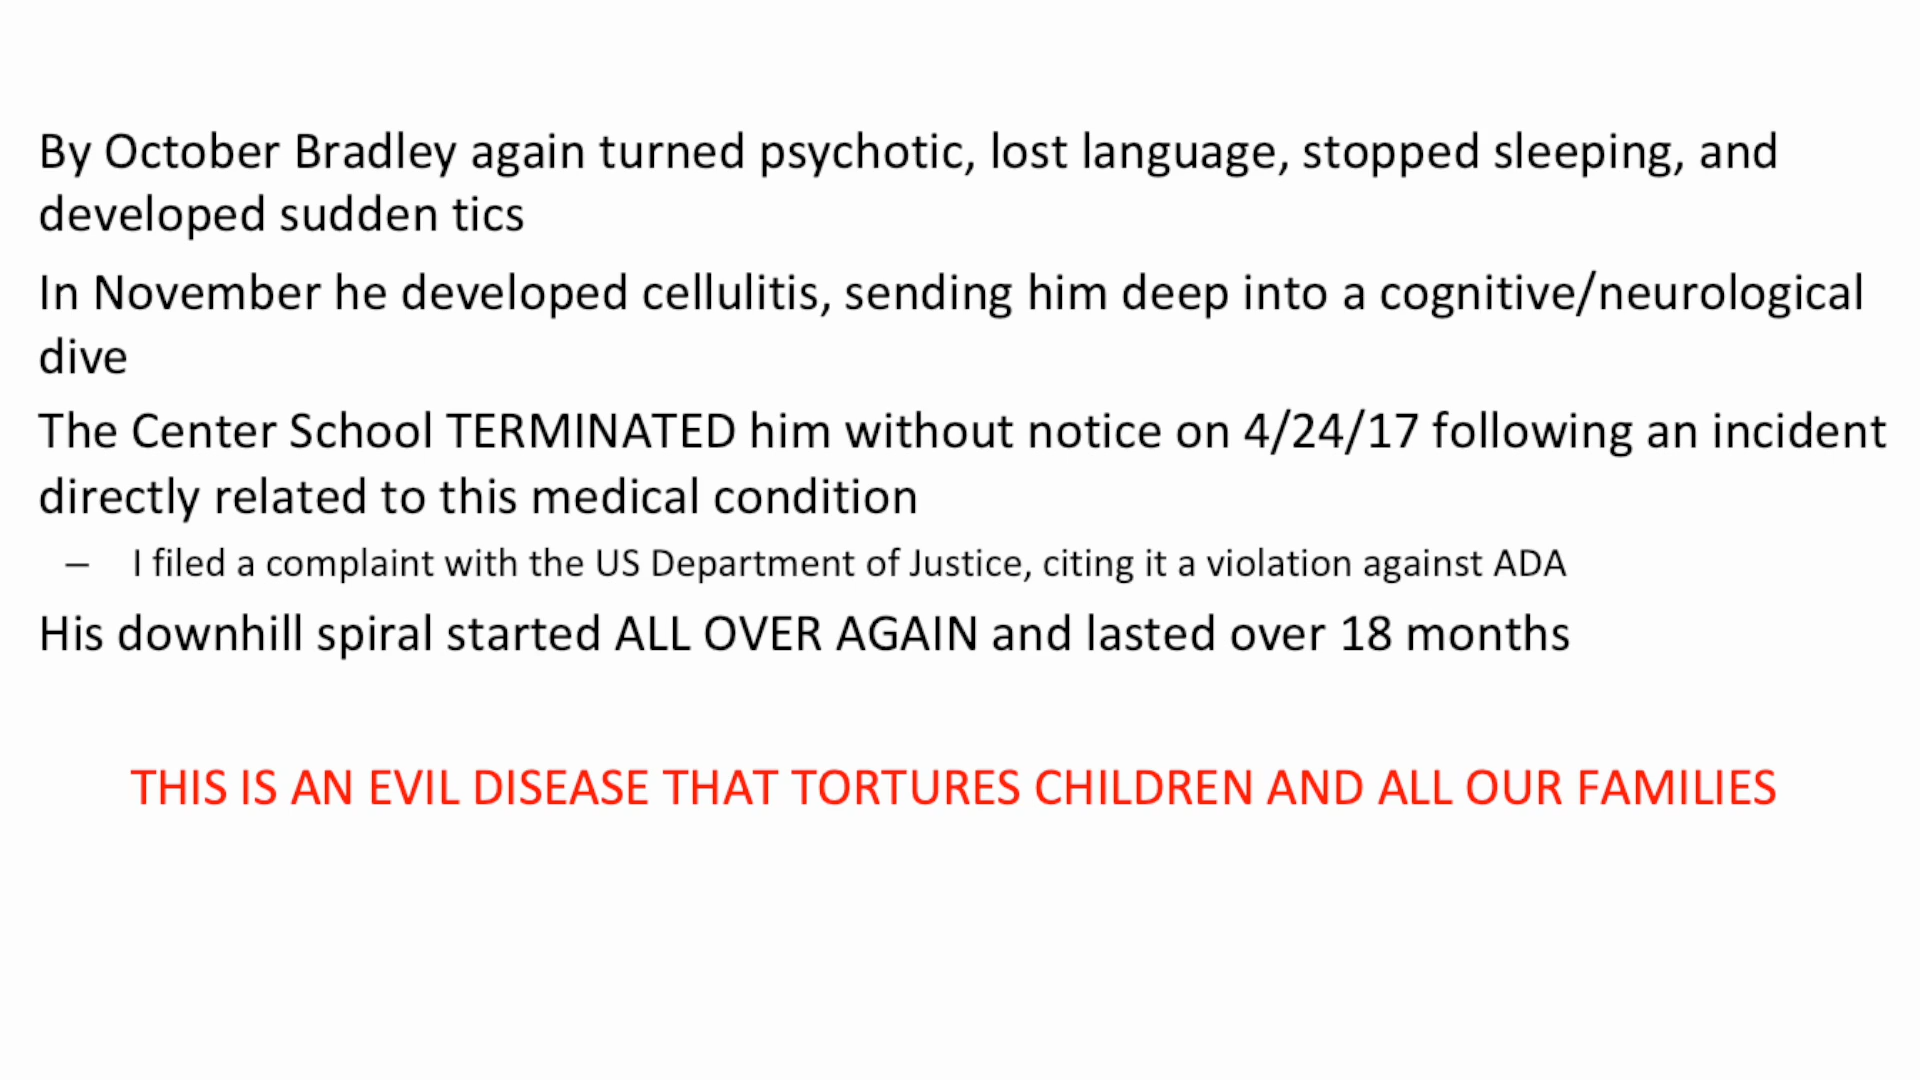 By October Bradley again turned psychotic, lost language, stopped sleeping, and
developed sudden tics
In November he developed cellulitis, sending him deep into a cognitive/neurological
dive
The Center School TERMINATED him without notice on 4/24/17 following an incident
directly related to this medical condition
– I filed a complaint with the US Department of Justice, citing it a violation against ADA
His downhill spiral started ALL OVER AGAIN and lasted over 18 months
THIS IS AN EVIL DISEASE THAT TORTURES CHILDREN AND ALL OUR FAMILIES